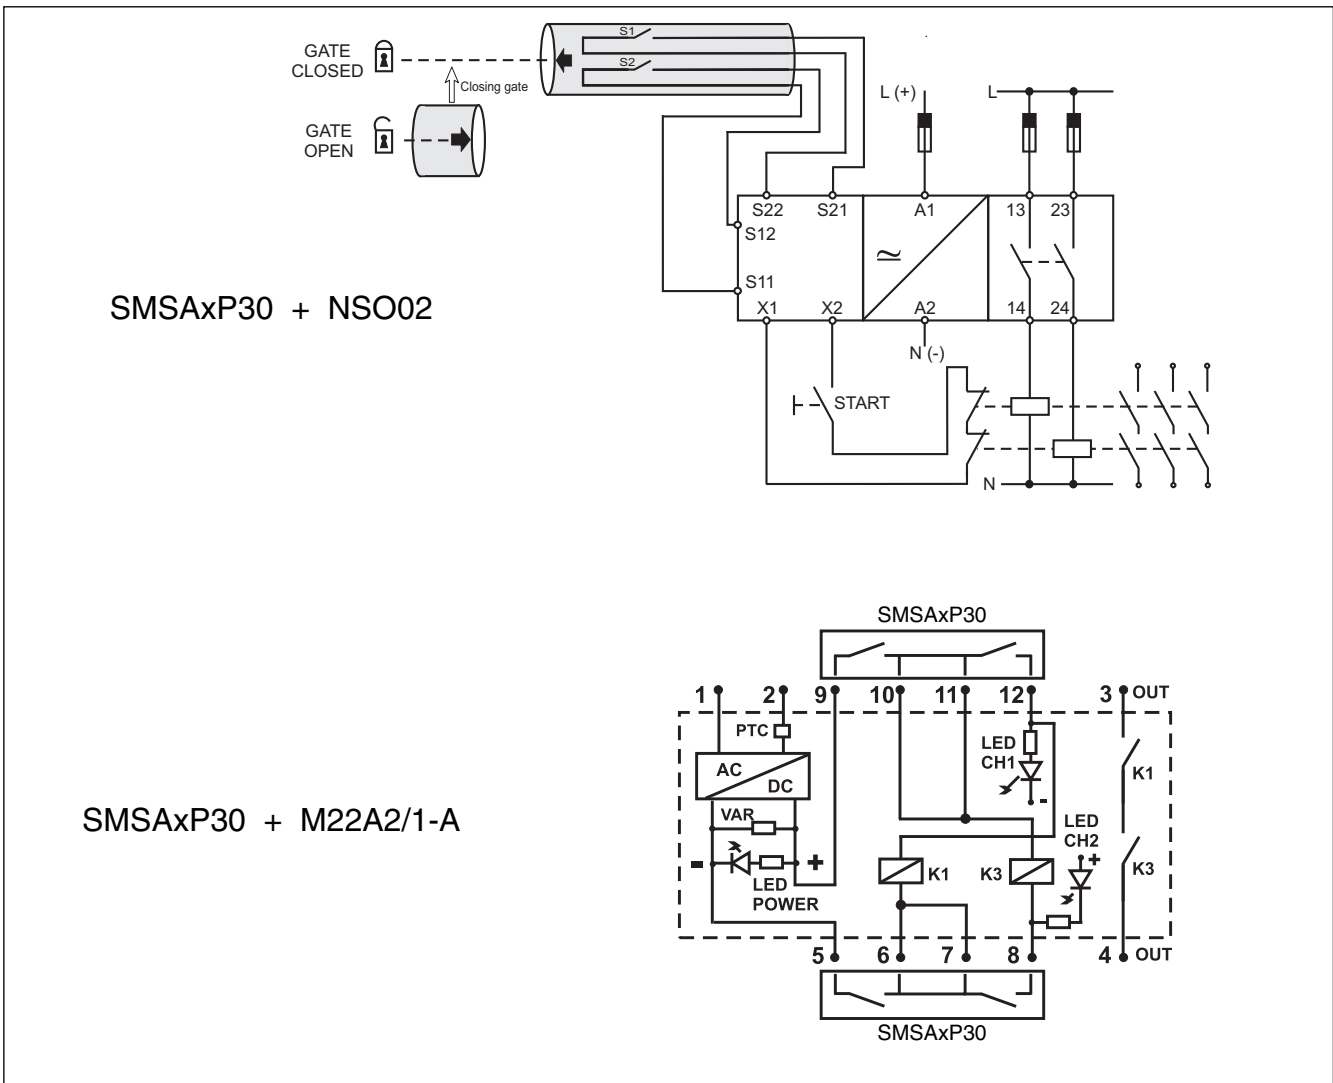 S1
S2
GATE
CLOSED
Closing gate
GATE
OPEN
L (+)
L
S22
S21
A1
13
23
S12
≃
S11
X1
X2
A2
14
24
N (-)
START
N
SMSAxP30 + NSO02
SMSAxP30
1
2
9
10
11
12
3
OUT
PTC
LED
CH1
K1
AC
DC
-
VAR
LED
CH2
-
+
+
K1
K3
K3
LED
POWER
5
6
7
8
4
OUT
SMSAxP30
SMSAxP30 + M22A2/1-A